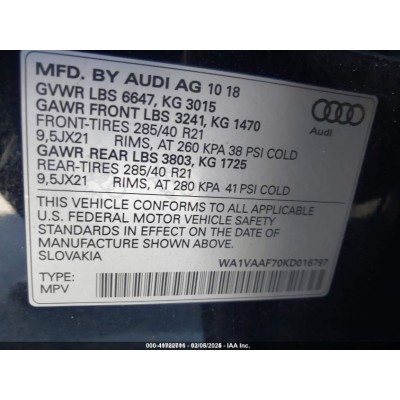 MFD. BY AUDI AG 10 18
GVWR LBS 6647, KG 3015
GAWR FRONT LBS 3241, KG 1470
FRONT-TIRES 285/40 R21
9,5JX21 RIMS, AT 260 KPA 38 PSI COLD
GAWR REAR LBS 3803, KG 1725
REAR-TIRES 285/40 R21
9,5JX21 RIMS, AT 280 KPA 41 PSI COLD
Audi
THIS VEHICLE CONFORMS TO ALL APPLICABLE
U.S. FEDERAL MOTOR VEHICLE SAFETY
STANDARDS IN EFFECT ON THE DATE OF
MANUFACTURE SHOWN ABOVE.
SLOVAKIA WA1VAAF70KD016797
TYPE:
MPV
IAA Inc.